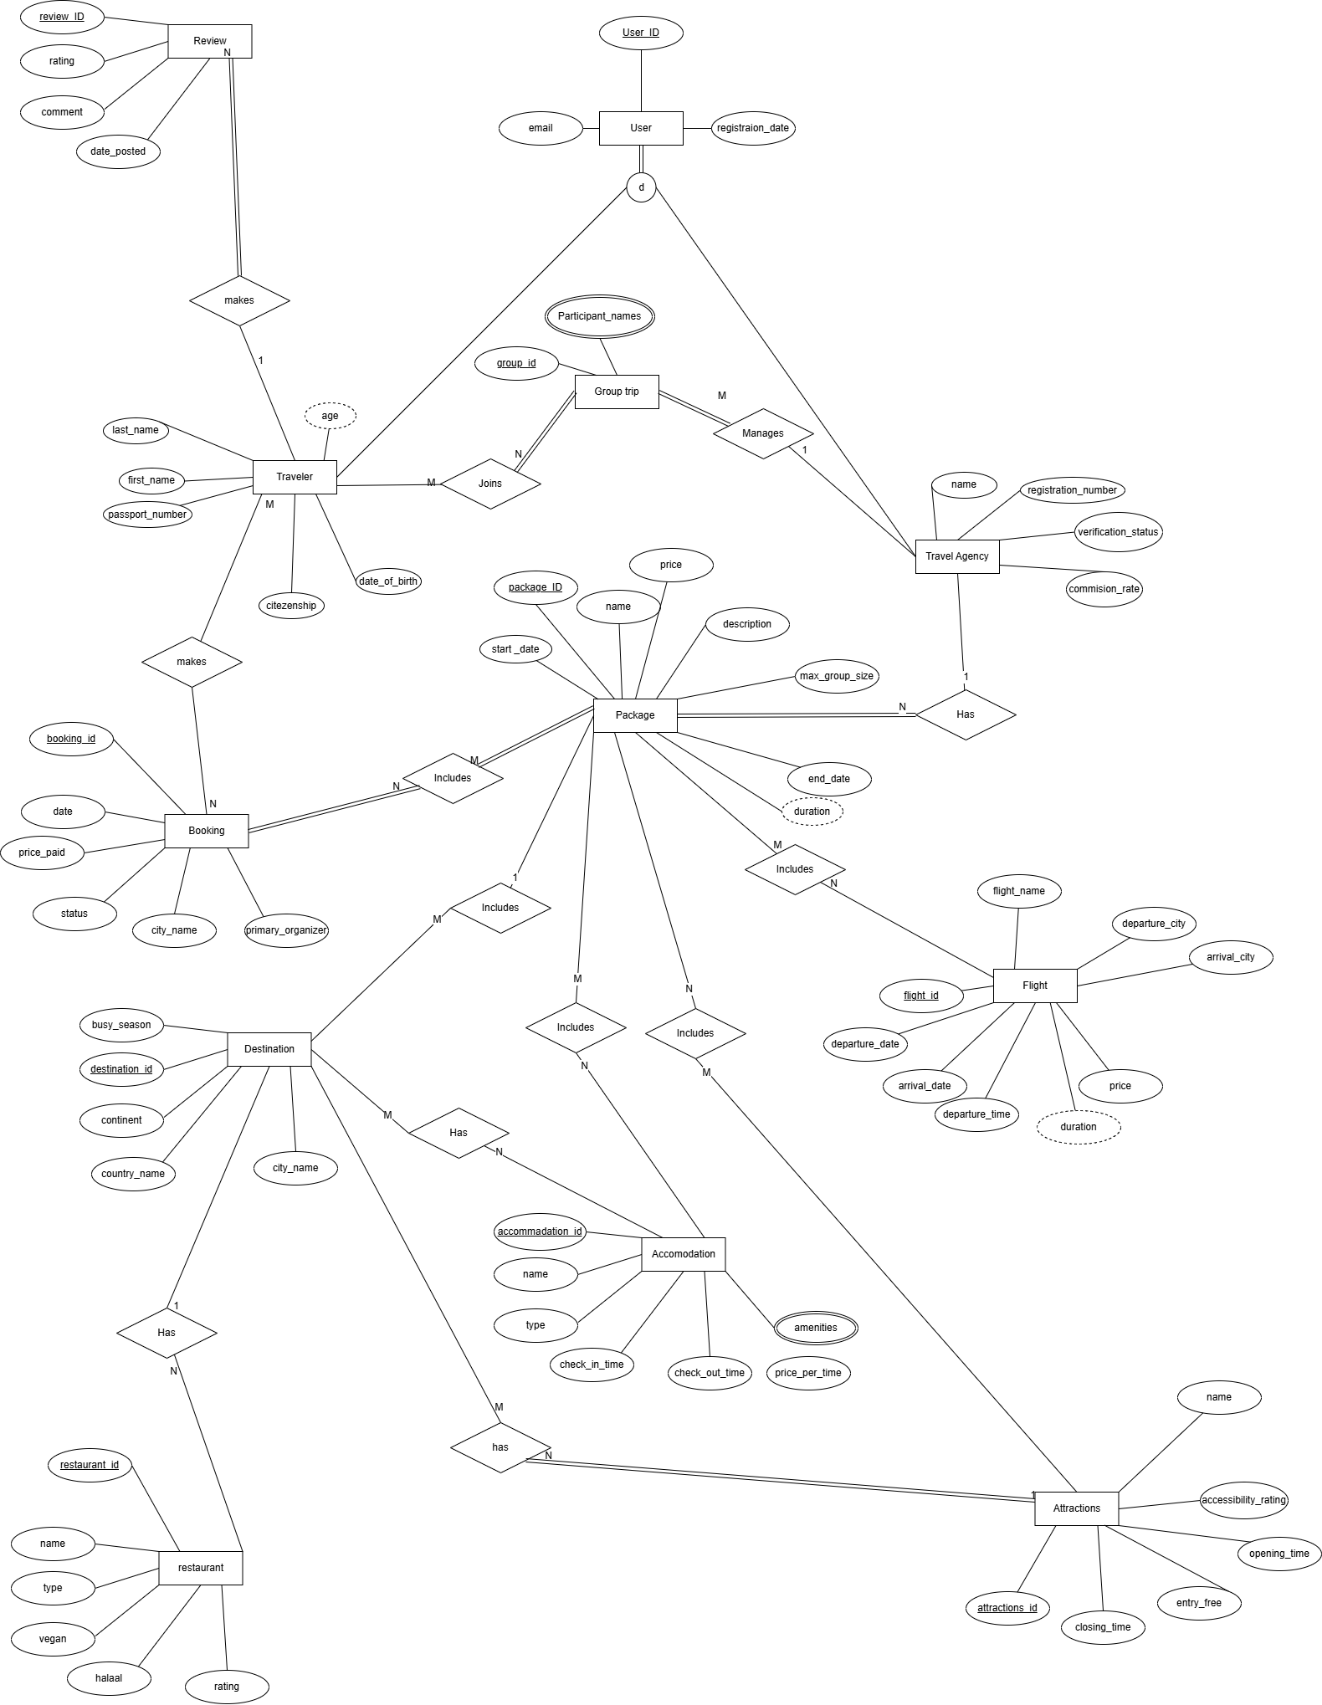 review_ID
Review
N
rating
comment
date_posted
User_ID
email
User
registraion_date
d
makes
1
Participant_names
group_id
Group trip
M
Manages
1
age
last_name
N
Traveler
first_name
M
Joins
passport_number
M
name
registration_number
verification_status
Travel Agency
commision_rate
date_of_birth
citezenship
price
package_ID
name
description
start _date
max_group_size
makes
1
N
Package
Has
booking_id
M
Includes
N
end_date
N
date
duration
Booking
price_paid
M
Includes
N
status
1
Includes
M
city_name
primary_organizer
flight_name
departure_city
arrival_city
M
N
Flight
flight_id
busy_season
Includes
Includes
departure_date
Destination
destination_id
N
M
arrival_date
price
continent
M
departure_time
duration
Has
N
country_name
city_name
accommadation_id
Accomodation
name
1
Has
type
amenities
check_in_time
check_out_time
price_per_time
N
name
M
has
N
restaurant_id
1
Attractions
accessibility_rating
name
opening_time
restaurant
type
attractions_id
entry_free
closing_time
vegan
halaal
rating